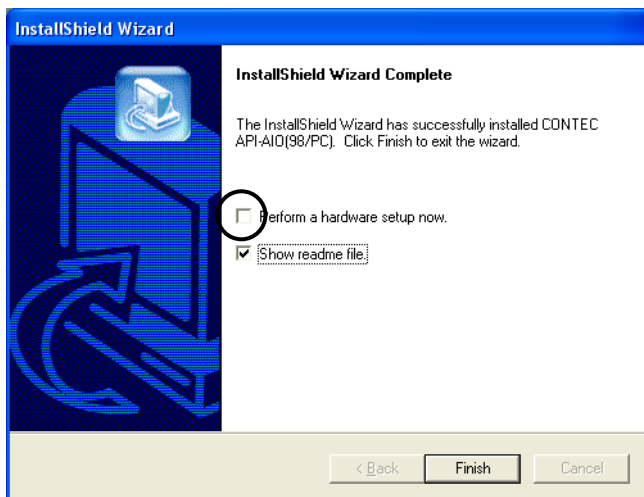 InstallShield Wizard
InstallShield Wizard Complete
The InstallShield Wizard has successfully installed CONTEC
API-AIO(98/PC). Click Finish to exit the wizard.
Perform a hardware setup now.
Show readme file.
< Back Finish Cancel